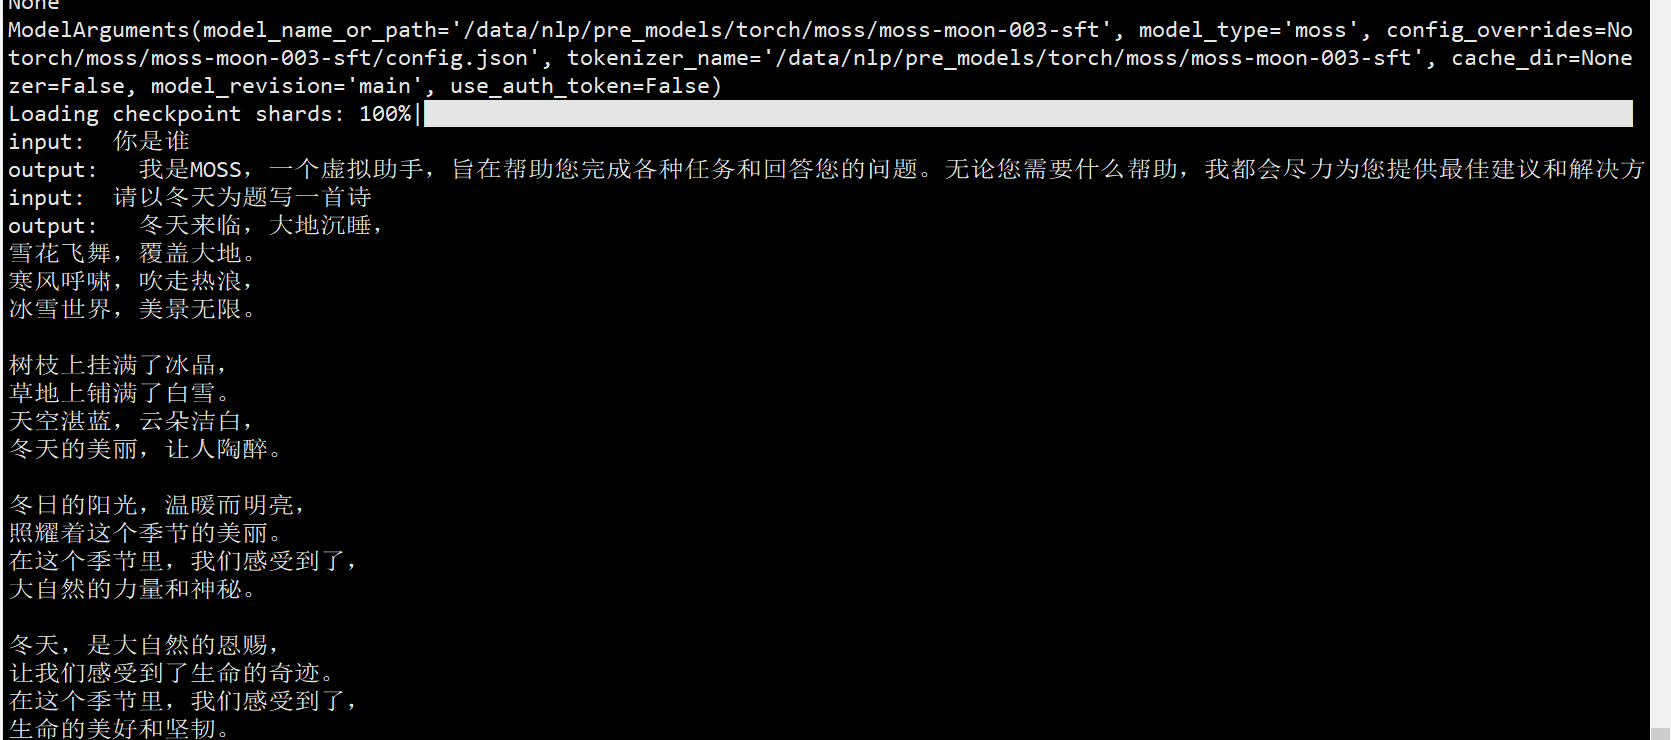 None
ModelArguments(model_name_or_path='/data/nlp/pre_models/torch/moss/moss-moon-003-sft', model_type='moss', config_overrides=No
torch/moss/moss-moon-003-sft/config.json', tokenizer_name='/data/nlp/pre_models/torch/moss/moss-moon-003-sft', cache_dir=None
zer=False, model_revision='main', use_auth_token=False)
Loading checkpoint shards: 100%|
input: 你是谁
output: 我是MOSS，一个虚拟助手，旨在帮助您完成各种任务和回答您的问题。无论您需要什么帮助，我都会尽力为您提供最佳建议和解决方
input: 请以冬天为题写一首诗
output: 冬天来临，大地沉睡，
雪花飞舞，覆盖大地。
寒风呼啸，吹走热浪，
冰雪世界，美景无限。
树枝上挂满了冰晶，
草地上铺满了白雪。
天空湛蓝，云朵洁白，
冬天的美丽，让人陶醉。
冬日的阳光，温暖而明亮，
照耀着这个季节的美丽。
在这个季节里，我们感受到了，
大自然的力量和神秘。
冬天，是大自然的恩赐，
让我们感受到了生命的奇迹。
在这个季节里，我们感受到了，
生命的美好和坚韧。